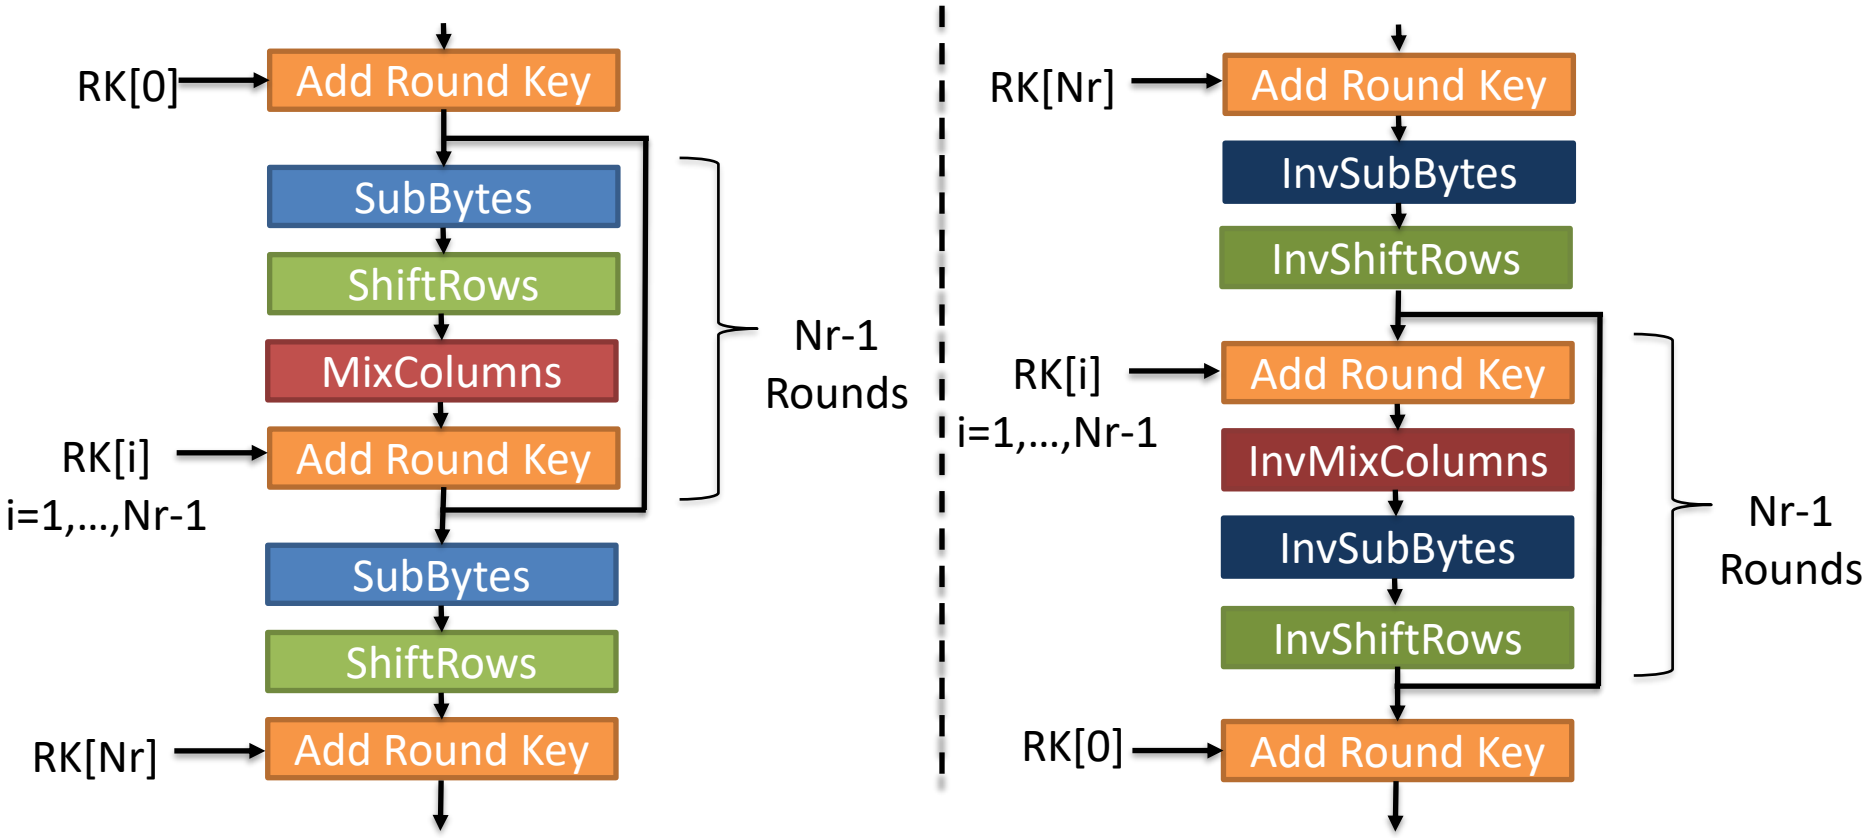 RK[0]
Add Round Key
SubBytes
ShiftRows
MixColumns
RK[i]
i=1,...,Nr-1
Add Round Key
Nr-1
Rounds
SubBytes
ShiftRows
RK[Nr]
Add Round Key
RK[Nr]
Add Round Key
InvSubBytes
InvShiftRows
RK[i]
i=1,...,Nr-1
Add Round Key
InvMixColumns
InvSubBytes
InvShiftRows
Nr-1
Rounds
RK[0]
Add Round Key